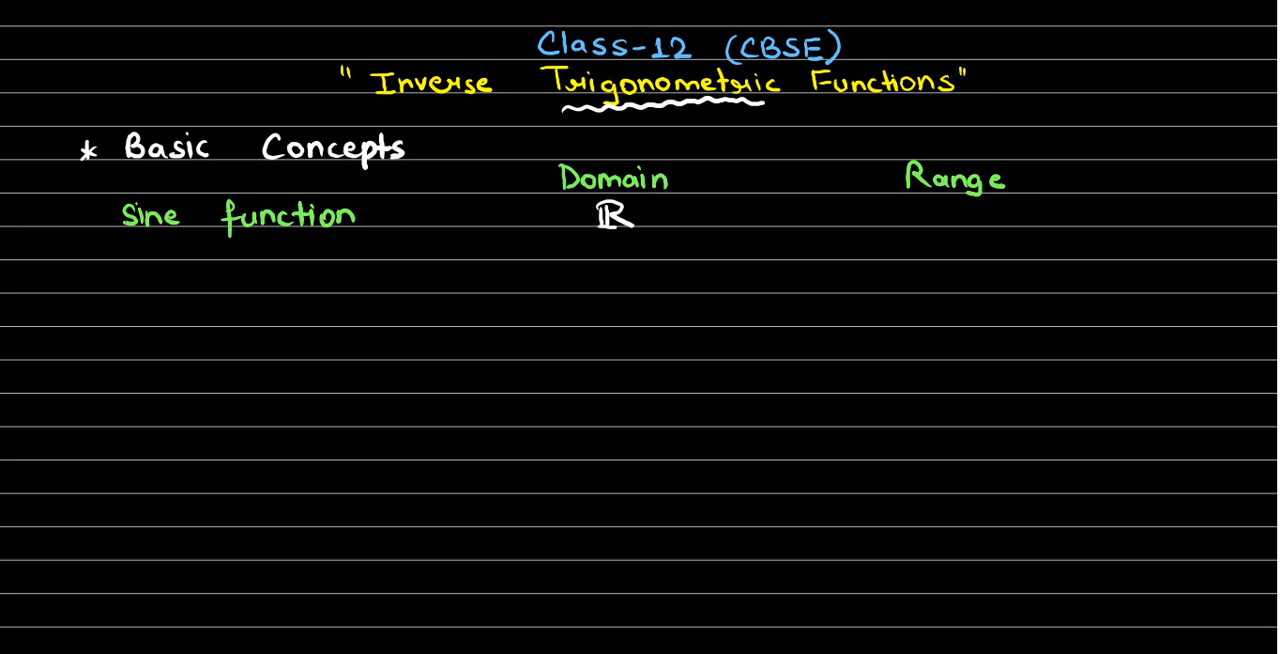 Class-12 (CBSE)
"Inverse Trigonometric Functions"
* Basic Concepts
Domain Range
Sine function ℝ